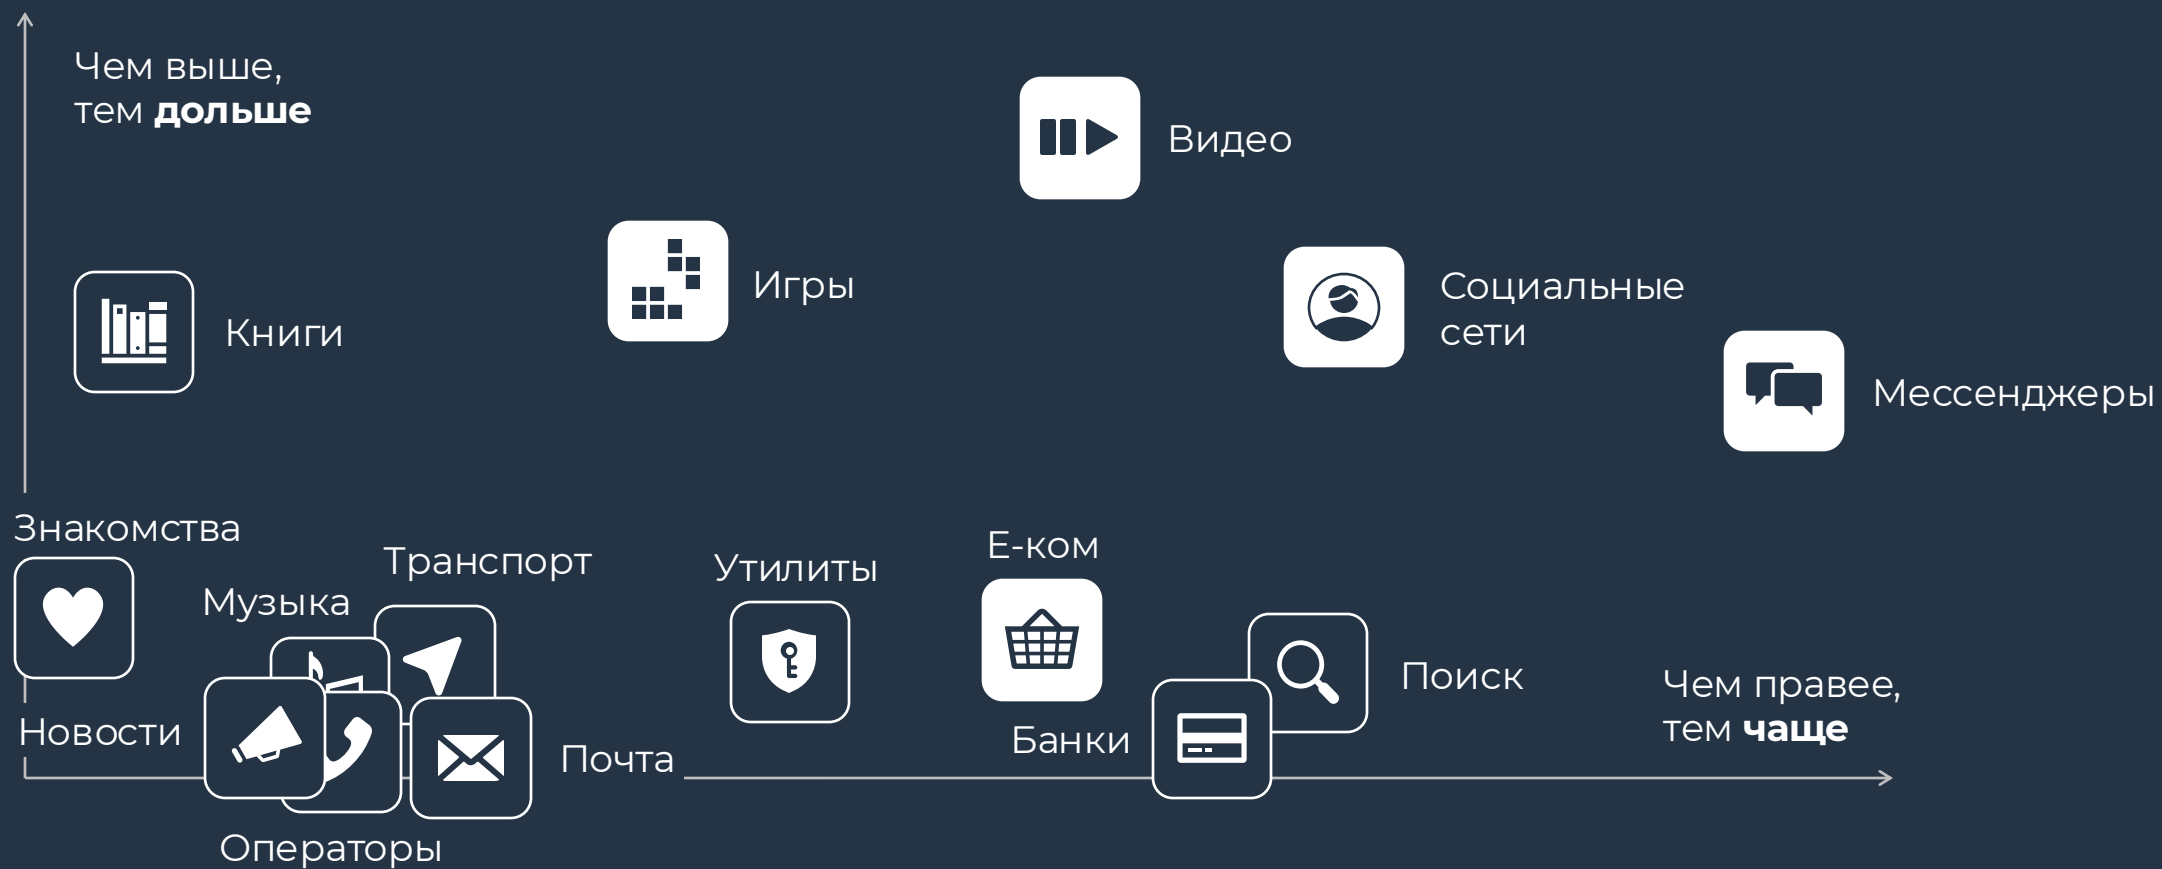 Чем выше,
тем дольше
Видео
Игры
Социальные
сети
Книги
Мессенджеры
Знакомства
Транспорт
Е-ком
Утилиты
Музыка
Поиск
Чем правее,
тем чаще
Новости
Банки
Почта
Операторы